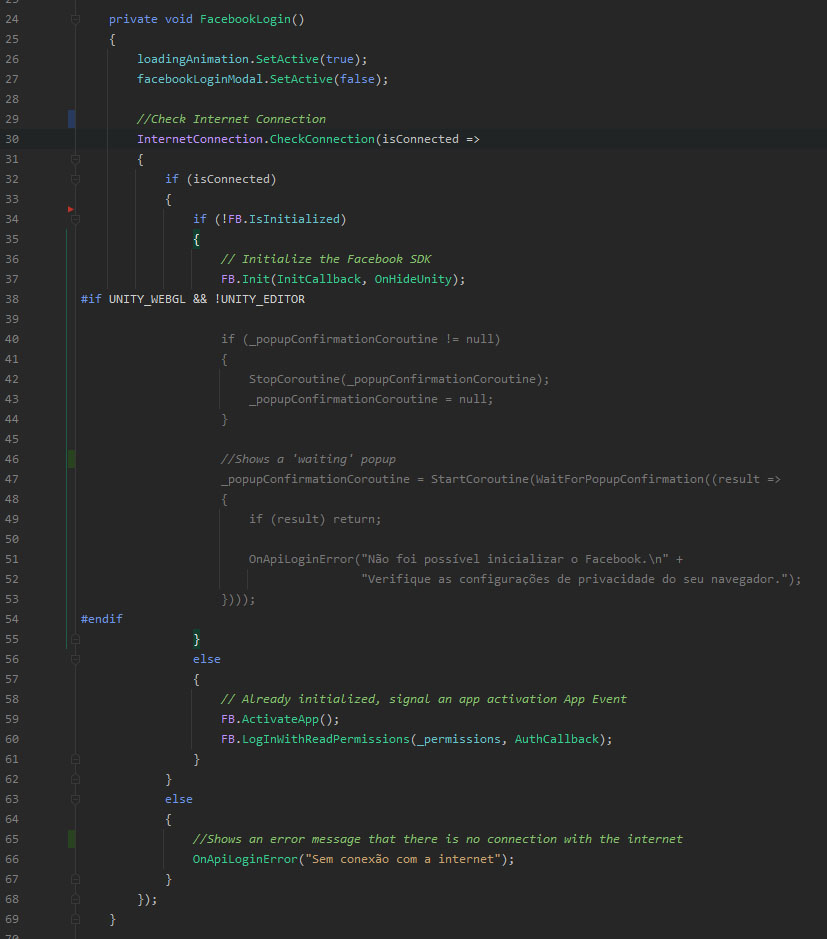 24 private void FacebookLogin()
25 {
26 loadingAnimation.SetActive(true);
27 facebookLoginModal.SetActive(false);
28
29 //Check Internet Connection
30 InternetConnection.CheckConnection(isConnected =>
31 {
32 if (isConnected)
33 {
34 if (!FB.IsInitialized)
35 {
36 // Initialize the Facebook SDK
37 FB.Init(InitCallback, OnHideUnity);
38 #if UNITY_WEBGL && !UNITY_EDITOR
39
40 if (_popupConfirmationCoroutine != null)
41 {
42 StopCoroutine(_popupConfirmationCoroutine);
43 _popupConfirmationCoroutine = null;
44 }
45
46 //Shows a 'waiting' popup
47 _popupConfirmationCoroutine = StartCoroutine(WaitForPopupConfirmation((result =>
48 {
49 if (result) return;
50
51 OnApiLoginError("Não foi possível inicializar o Facebook.\n" +
52 "Verifique as configurações de privacidade do seu navegador.");
53 })));
54 #endif
55 }
56 else
57 {
58 // Already initialized, signal an app activation App Event
59 FB.ActivateApp();
60 FB.LogInWithReadPermissions(_permissions, AuthCallback);
61 }
62 }
63 else
64 {
65 //Shows an error message that there is no connection with the internet
66 OnApiLoginError("Sem conexão com a internet");
67 }
68 });
69 }